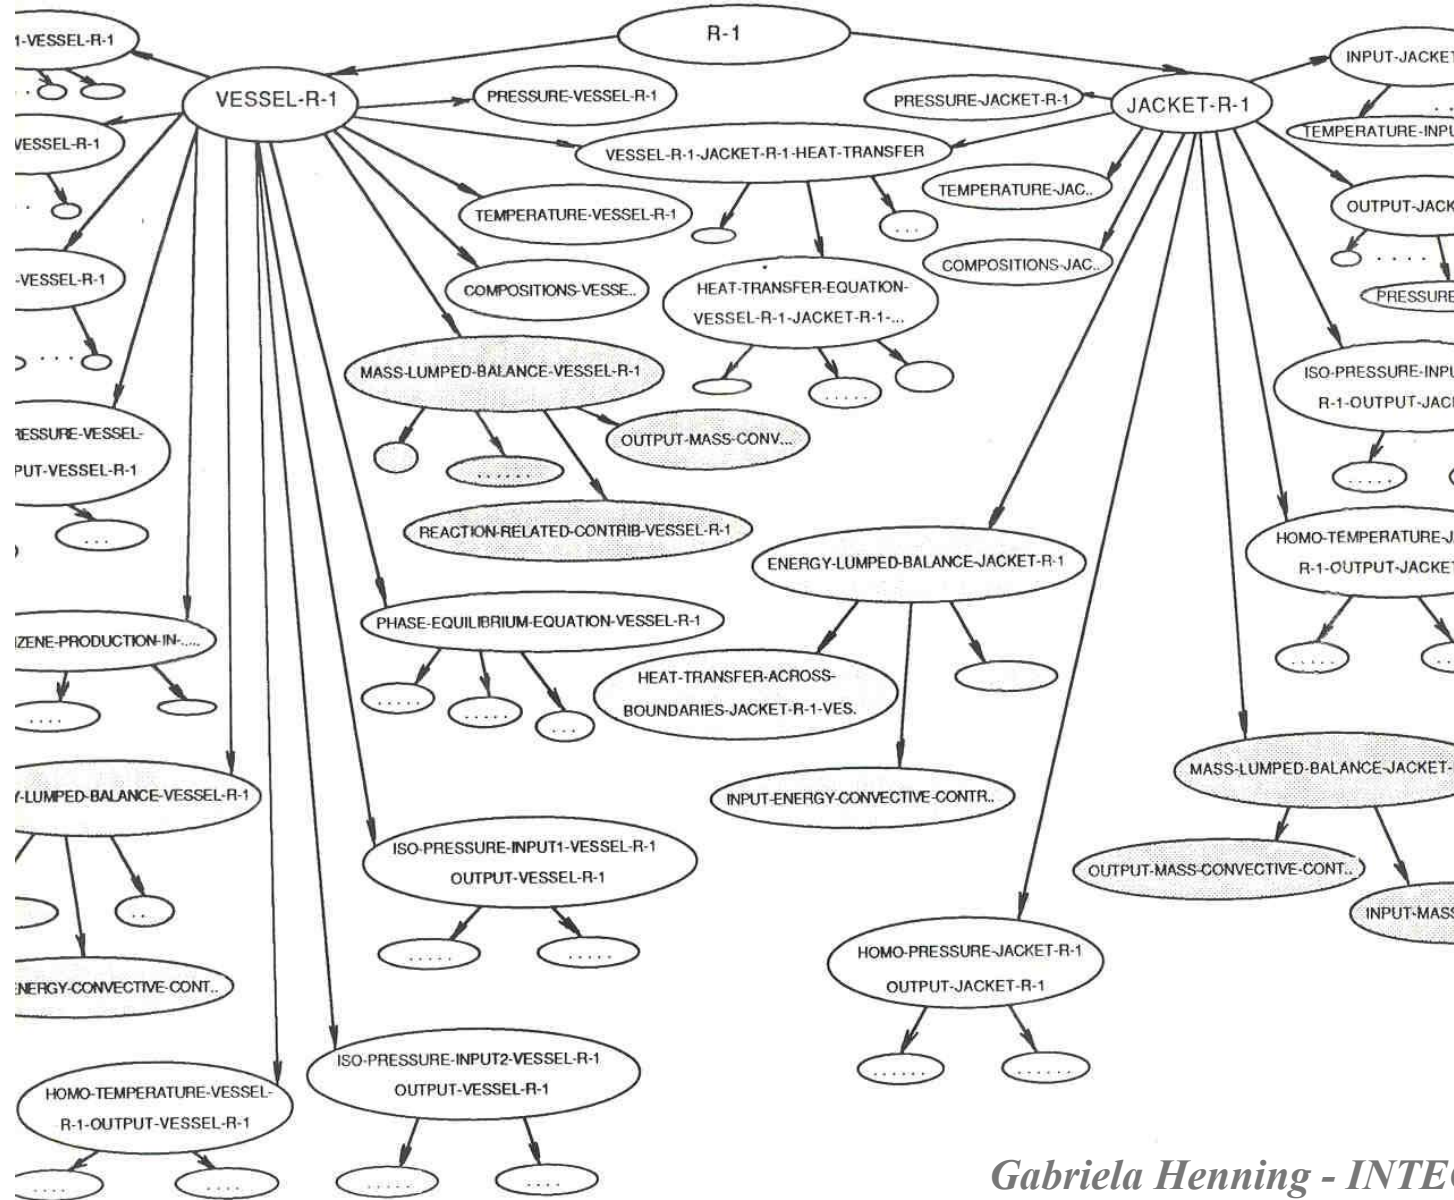 R-1
1-VESSEL-R-1
VESSEL-R-1
PRESSURE-VESSEL-R-1
PRESSURE-JACKET-R-1
JACKET-R-1
INPUT-JACKET
VESSEL-R-1
VESSEL-R-1-JACKET-R-1-HEAT-TRANSFER
TEMPERATURE-INPU
TEMPERATURE-VESSEL-R-1
TEMPERATURE-JAC..
OUTPUT-JACK
-VESSEL-R-1
COMPOSITIONS-VESSE..
HEAT-TRANSFER-EQUATION-
VESSEL-R-1-JACKET-R-1-...
COMPOSITIONS-JAC..
PRESSURE
MASS-LUMPED-BALANCE-VESSEL-R-1
ISO-PRESSURE-INPU
R-1-OUTPUT-JAC
RESSURE-VESSEL-
PUT-VESSEL-R-1
OUTPUT-MASS-CONV...
REACTION-RELATED-CONTRIB-VESSEL-R-1
ENERGY-LUMPED-BALANCE-JACKET-R-1
HOMO-TEMPERATURE-J
R-1-OUTPUT-JACKET
ZENE-PRODUCTION-IN-.....
PHASE-EQUILIBRIUM-EQUATION-VESSEL-R-1
HEAT-TRANSFER-ACROSS-
BOUNDARIES-JACKET-R-1-VES.
Y-LUMPED-BALANCE-VESSEL-R-1
INPUT-ENERGY-CONVECTIVE-CONTR..
MASS-LUMPED-BALANCE-JACKET-
ISO-PRESSURE-INPUT1-VESSEL-R-1
OUTPUT-VESSEL-R-1
OUTPUT-MASS-CONVECTIVE-CONT..
INPUT-MASS
ENERGY-CONVECTIVE-CONT..
HOMO-PRESSURE-JACKET-R-1
OUTPUT-JACKET-R-1
HOMO-TEMPERATURE-VESSEL-
R-1-OUTPUT-VESSEL-R-1
ISO-PRESSURE-INPUT2-VESSEL-R-1
OUTPUT-VESSEL-R-1
Gabriela Henning - INTEC